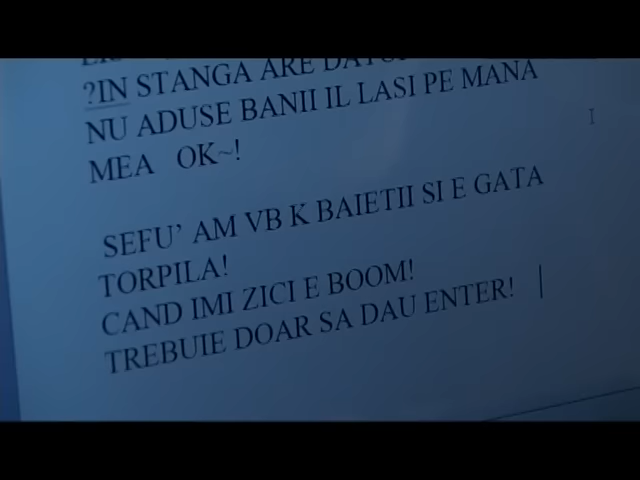 ?IN STANGA ARE
NU ADUSE BANII IL LASI PE MANA
MEA OK~!
SEFU' AM VB K BAIETII SI E GATA
TORPILA!
CAND IMI ZICI E BOOM!
TREBUIE DOAR SA DAU ENTER!